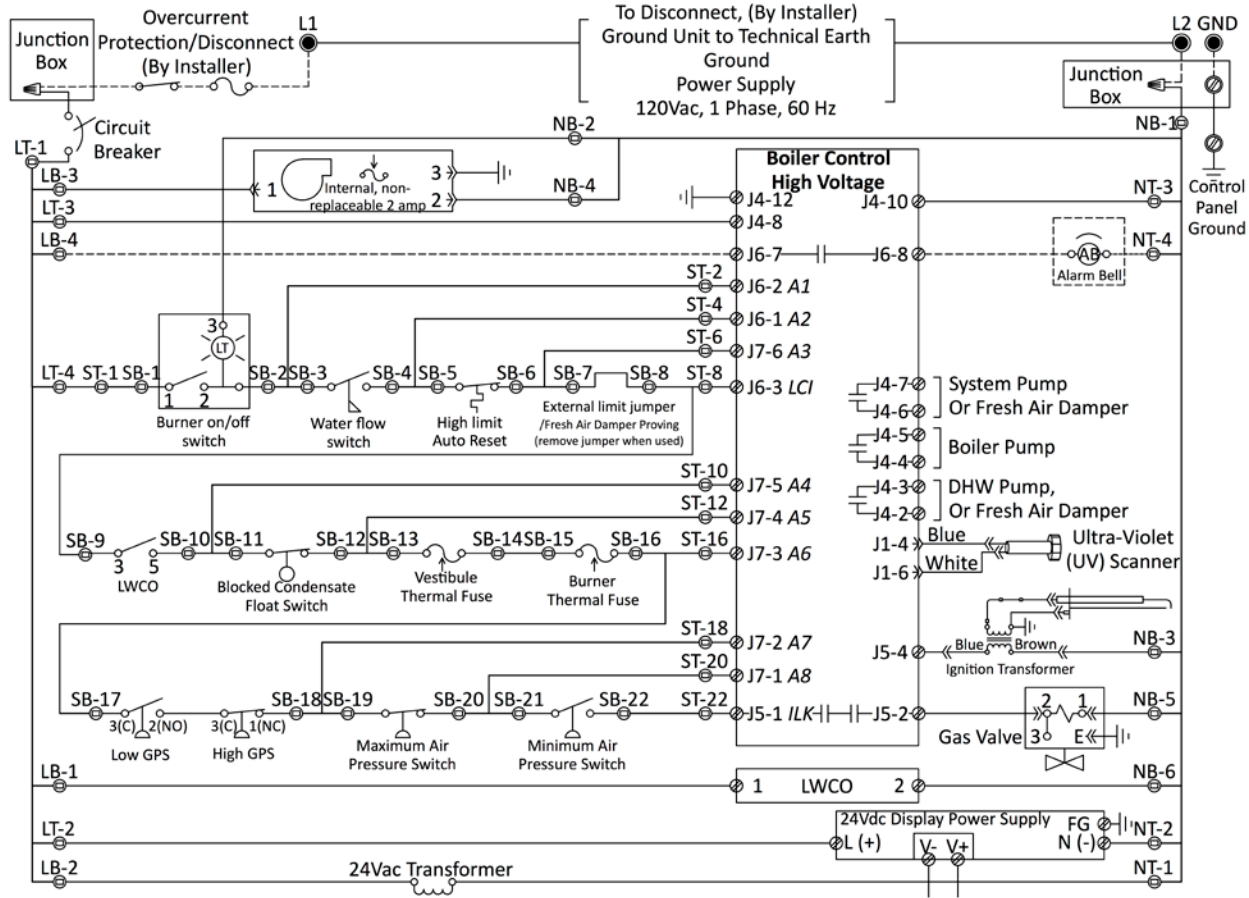 Overcurrent
Protection/Disconnect
(By Installer)
L1
To Disconnect, (By Installer)
Ground Unit to Technical Earth
Ground
Power Supply
120Vac, 1 Phase, 60 Hz
L2 GND
Junction
Box
Junction
Box
Circuit
Breaker
LT-1
NB-2
NB-1
LB-3
1
Internal, non-
replaceable 2 amp
3
2
NB-4
Boiler Control
High Voltage
Control
Panel
Ground
LT-3
J4-12
J4-10
NT-3
J4-8
LB-4
J6-7
J6-8
AB
Alarm Bell
NT-4
ST-2
J6-2 A1
ST-4
J6-1 A2
ST-6
J7-6 A3
3
LT
LT-4
ST-1
SB-1
1
2
SB-2
SB-3
SB-4
SB-5
SB-6
SB-7
SB-8
ST-8
J6-3 LCI
Burner on/off
switch
Water flow
switch
High limit
Auto Reset
External limit jumper
/Fresh Air Damper Proving
(remove jumper when used)
J4-7
J4-6
System Pump
Or Fresh Air Damper
J4-5
J4-4
Boiler Pump
J4-3
J4-2
DHW Pump,
Or Fresh Air Damper
ST-10
J7-5 A4
ST-12
J7-4 A5
SB-9
3
5
LWCO
SB-10
SB-11
SB-12
SB-13
SB-14
SB-15
SB-16
ST-16
J7-3 A6
Blocked Condensate
Float Switch
Vestibule
Thermal Fuse
Burner
Thermal Fuse
J1-4
Blue
J1-6
White
Ultra-Violet
(UV) Scanner
ST-18
J7-2 A7
ST-20
J7-1 A8
J5-4
Blue
Brown
Ignition Transformer
NB-3
SB-17
3(C)
2(NO)
Low GPS
3(C)
1(NC)
High GPS
SB-18
SB-19
SB-20
SB-21
SB-22
ST-22
J5-1 ILK
J5-2
Maximum Air
Pressure Switch
Minimum Air
Pressure Switch
Gas Valve
2
1
3
E
NB-5
LB-1
1
LWCO
2
NB-6
LT-2
24Vdc Display Power Supply
L (+)
V-
V+
FG
N (-)
NT-2
LB-2
24Vac Transformer
NT-1